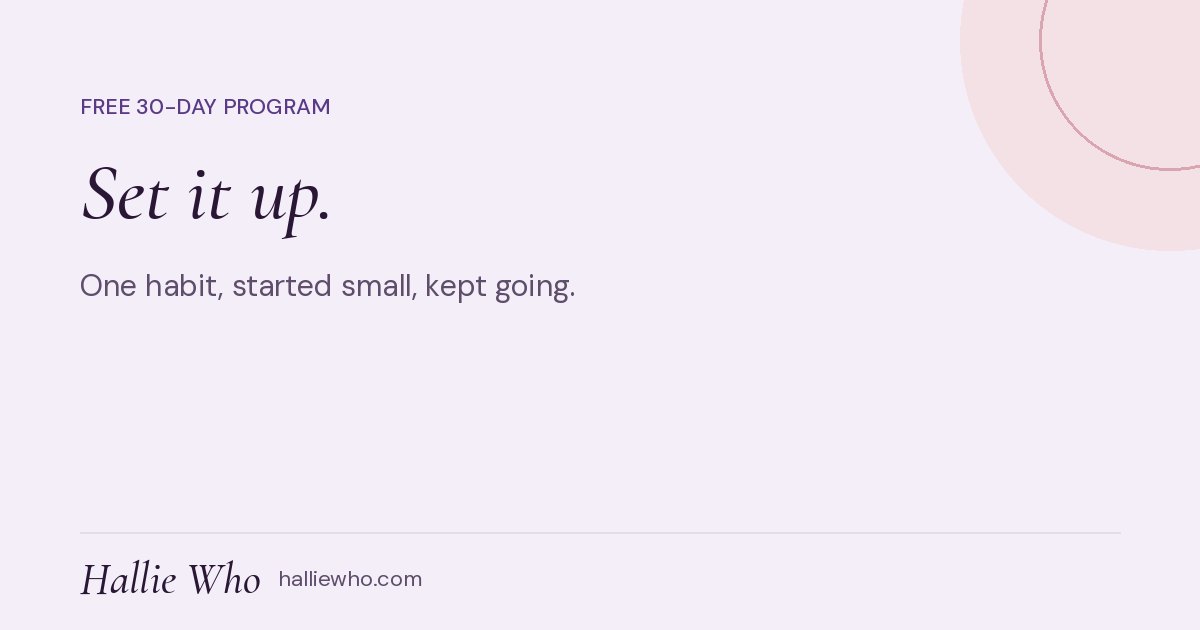 FREE 30-DAY PROGRAM
Set it up.
One habit, started small, kept going.
Hallie Who halliewho.com